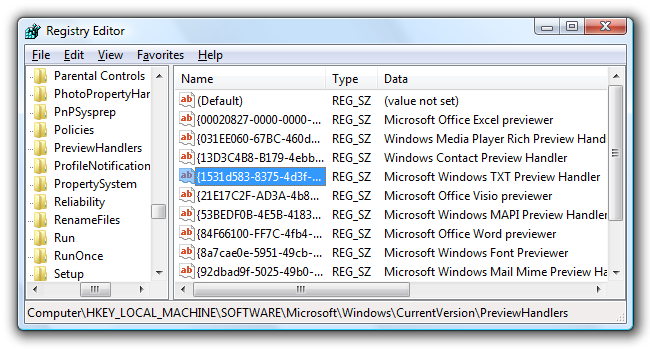 Registry Editor
File Edit View Favorites Help
Parental Controls
PhotoPropertyHar
PnPSysprep
Policies
PreviewHandlers
ProfileNotification
PropertySystem
Reliability
RenameFiles
Run
RunOnce
Setup
Name Type Data
(Default) REG_SZ (value not set)
{00020827-0000-0000-... REG_SZ Microsoft Office Excel previewer
{031EE060-67BC-460d... REG_SZ Windows Media Player Rich Preview Hand
{13D3C4B8-B179-4ebb... REG_SZ Windows Contact Preview Handler
{1531d583-8375-4d3f-... REG_SZ Microsoft Windows TXT Preview Handler
{21E17C2F-AD3A-4b8... REG_SZ Microsoft Office Visio previewer
{53BEDF0B-4E5B-4183... REG_SZ Microsoft Windows MAPI Preview Handler
{84F66100-FF7C-4fb4-... REG_SZ Microsoft Office Word previewer
{8a7cae0e-5951-49cb-... REG_SZ Microsoft Windows Font Previewer
{92dbad9f-5025-49b0-... REG_SZ Microsoft Windows Mail Mime Preview Ha
Computer\HKEY_LOCAL_MACHINE\SOFTWARE\Microsoft\Windows\CurrentVersion\PreviewHandlers